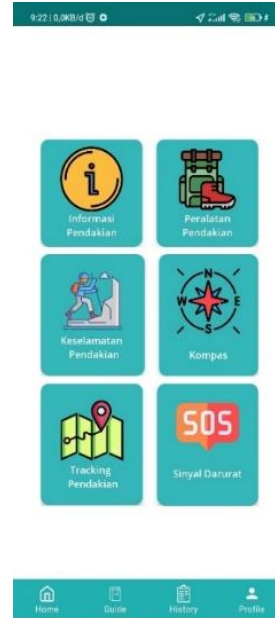 9:22 | 0,0KB/d
Informasi
Pendakian
Peralatan
Pendakian
Keselamatan
Pendakian
N
W E
S
Kompas
Tracking
Pendakian
SOS
Sinyal Darurat
Home Guide History Profile